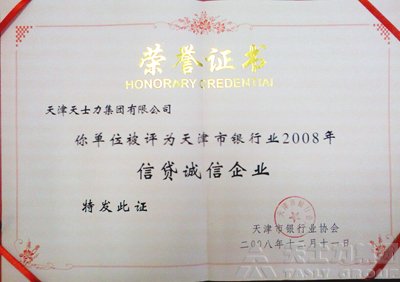 荣誉证书
HONORARY CREDENTIAL
天津天士力集团有限公司
你单位被评为天津市银行业2008年
信贷诚信企业
特发此证
天津市银行业协会
二〇〇八年十二月十一日
TASLY GROUP